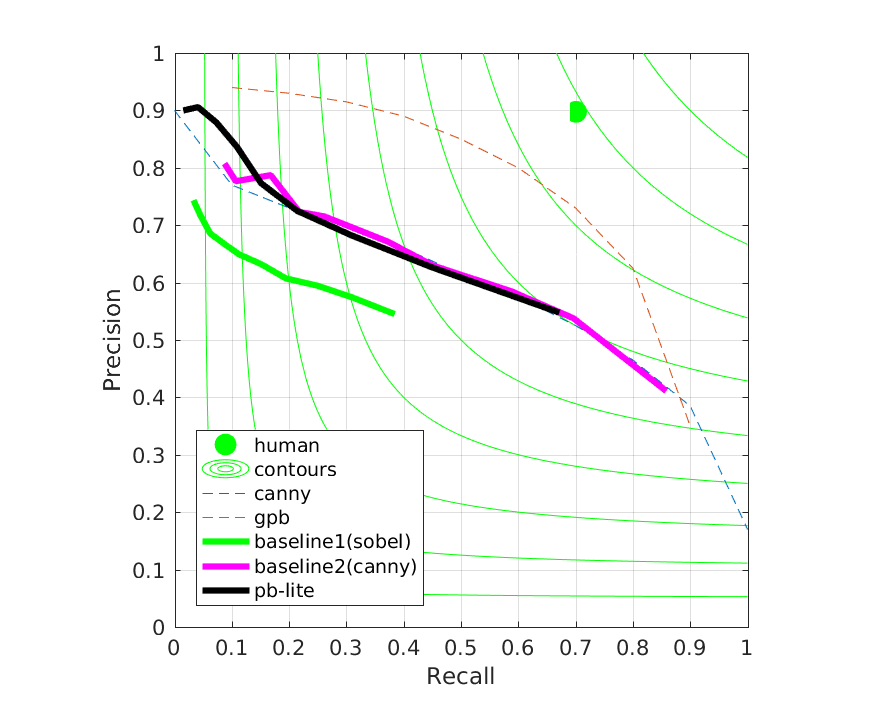 1
0.9
0.8
0.7
0.6
0.5
0.4
0.3
0.2
0.1
0
Precision
human
contours
canny
gpb
baseline1(sobel)
baseline2(canny)
pb-lite
0 0.1 0.2 0.3 0.4 0.5 0.6 0.7 0.8 0.9 1
Recall